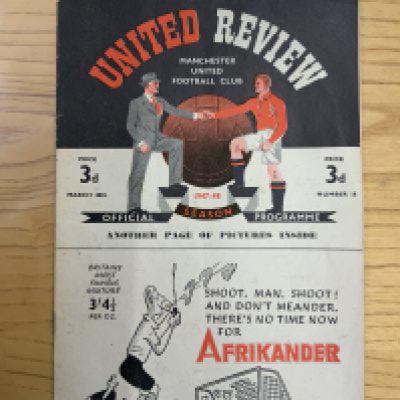 UNITED REVIEW
MANCHESTER
UNITED
FOOTBALL CLUB
PRICE
3d
PRICE
3d
NUMBER
1947-48
OFFICIAL SEASON PROGRAMME
ANOTHER PAGE OF PICTURES INSIDE
3'4½
PER OZ.
SHOOT, MAN, SHOOT!
AND DON'T MEANDER,
THERE'S NO TIME NOW
FOR
AFRIKANDER